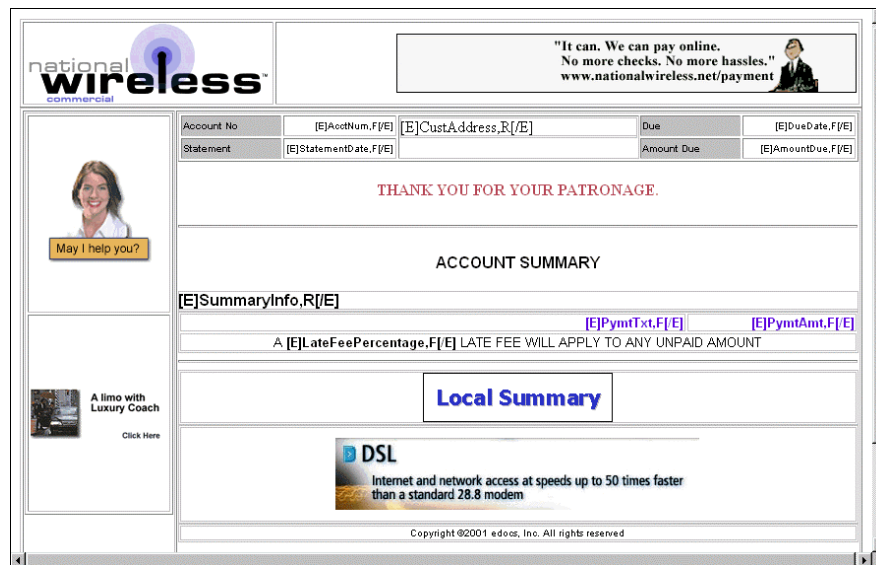 national
wireless™
commercial
"It can. We can pay online.
No more checks. No more hassles."
www.nationalwireless.net/payment
Account No [E]AcctNum,F[/E] [E]CustAddress,R[/E] Due [E]DueDate,F[/E]
Statement [E]StatementDate,F[/E] Amount Due [E]AmountDue,F[/E]
May I help you?
THANK YOU FOR YOUR PATRONAGE.
ACCOUNT SUMMARY
[E]SummaryInfo,R[/E]
[E]PymtTxt,F[/E] [E]PymtAmt,F[/E]
A [E]LateFeePercentage,F[/E] LATE FEE WILL APPLY TO ANY UNPAID AMOUNT
A limo with
Luxury Coach
Click Here
Local Summary
DSL
Internet and network access at speeds up to 50 times faster
than a standard 28.8 modem
Copyright ©2001 edocs, Inc. All rights reserved